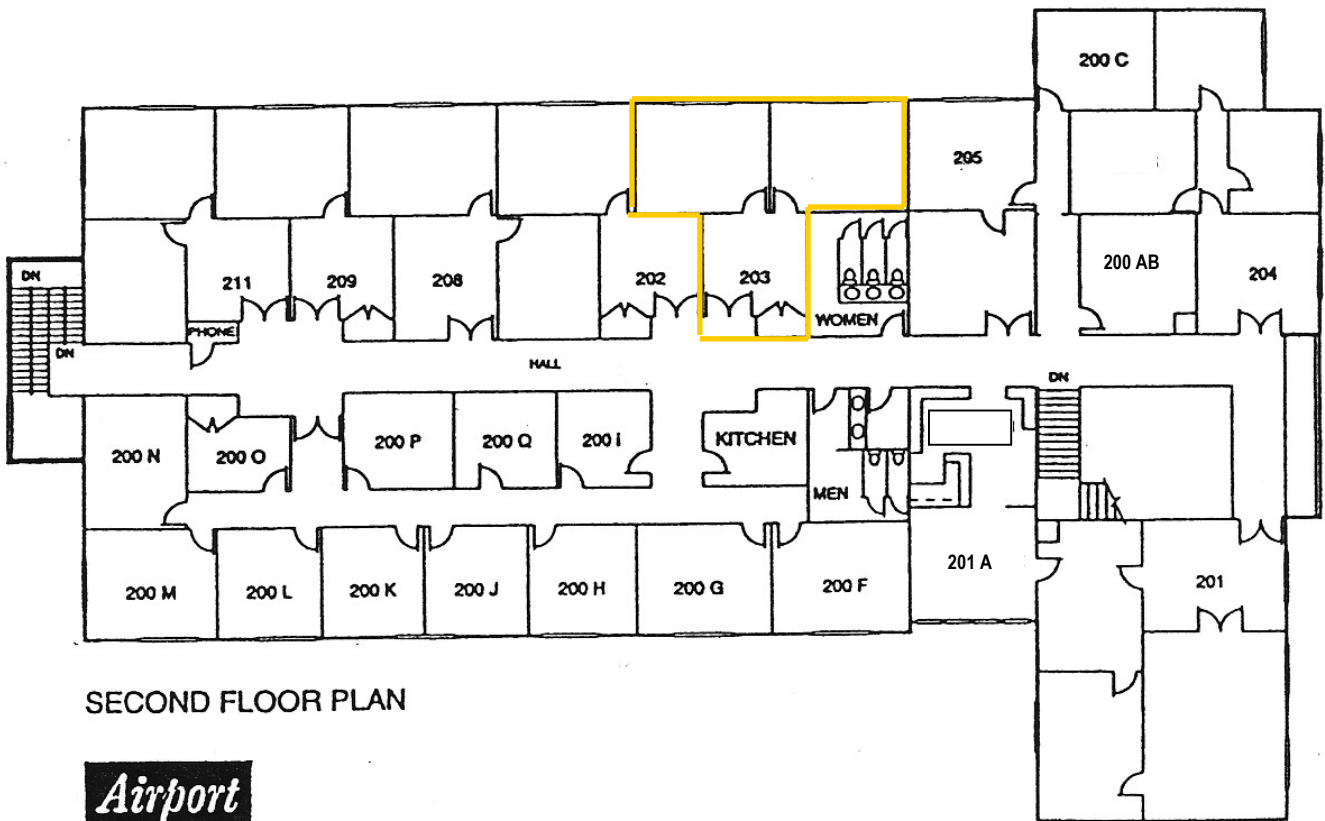 200 C
205
DN
211
209
208
202
203
200 AB
204
PHONE
WOMEN
DN
HALL
DN
200 N
200 O
200 P
200 Q
200 I
KITCHEN
MEN
200 M
200 L
200 K
200 J
200 H
200 G
200 F
201 A
201
SECOND FLOOR PLAN
Airport